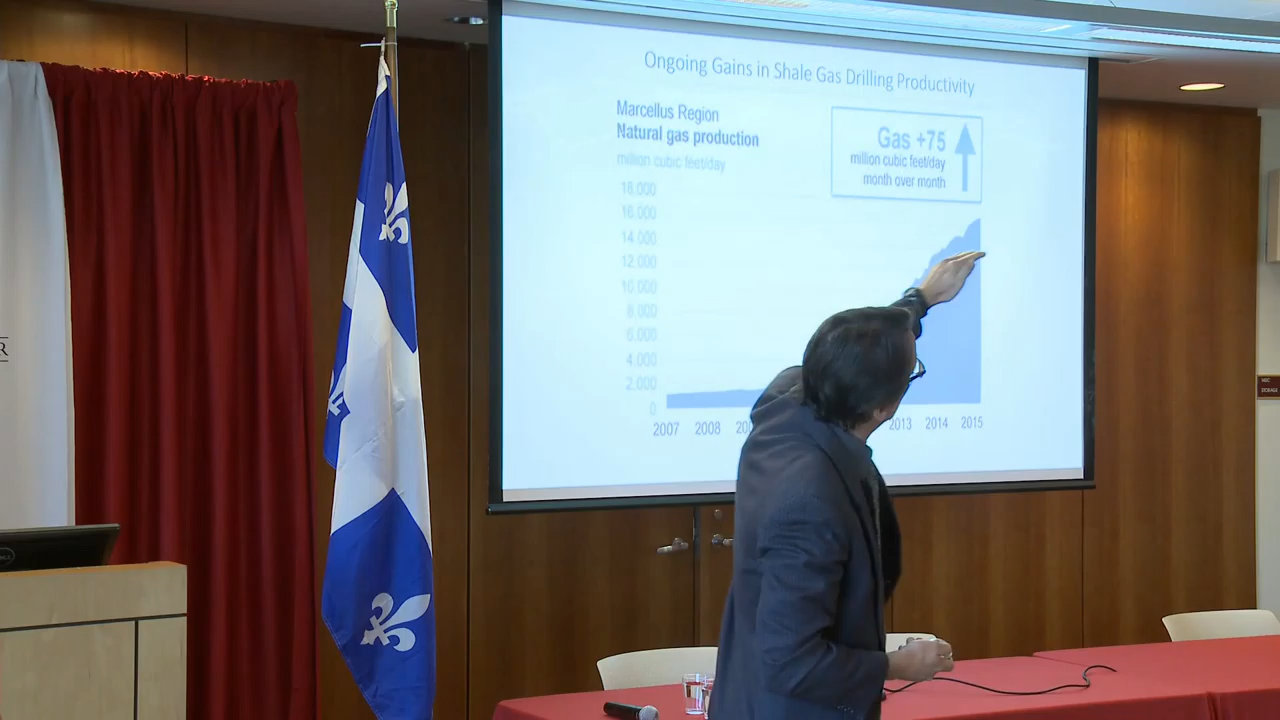 Ongoing Gains in Shale Gas Drilling Productivity
Marcellus Region
Natural gas production
million cubic feet/day
Gas +75
million cubic feet/day
month over month
18.000
16.000
14.000
12.000
10.000
8.000
6.000
4.000
2.000
0
2007 2008 2013 2014 2015
R
DELL